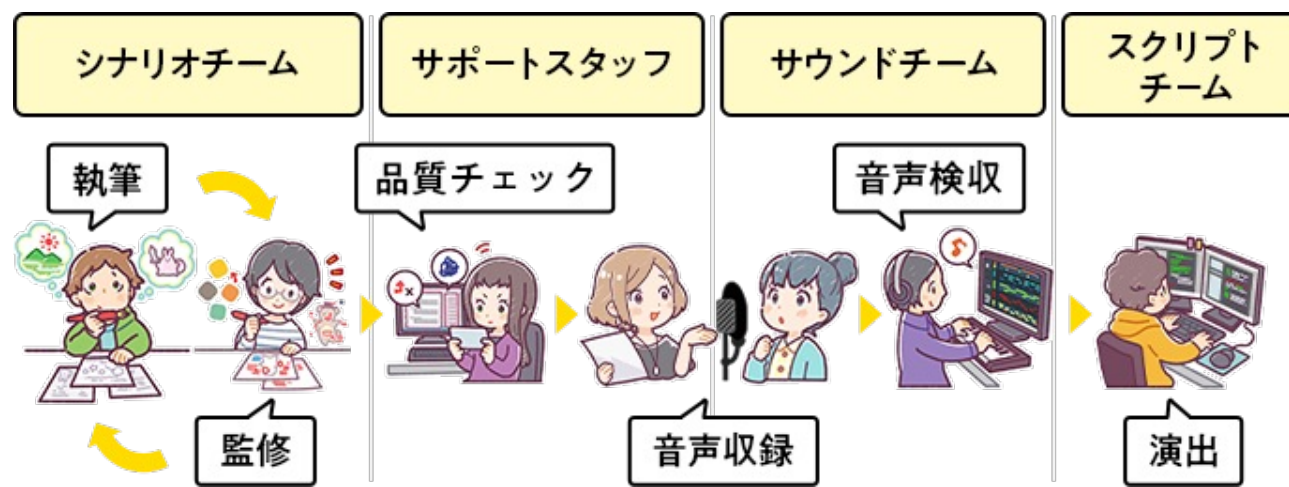 シナリオチーム
サポートスタッフ
サウンドチーム
スクリプト
チーム
執筆
品質チェック
音声検収
監修
音声収録
演出